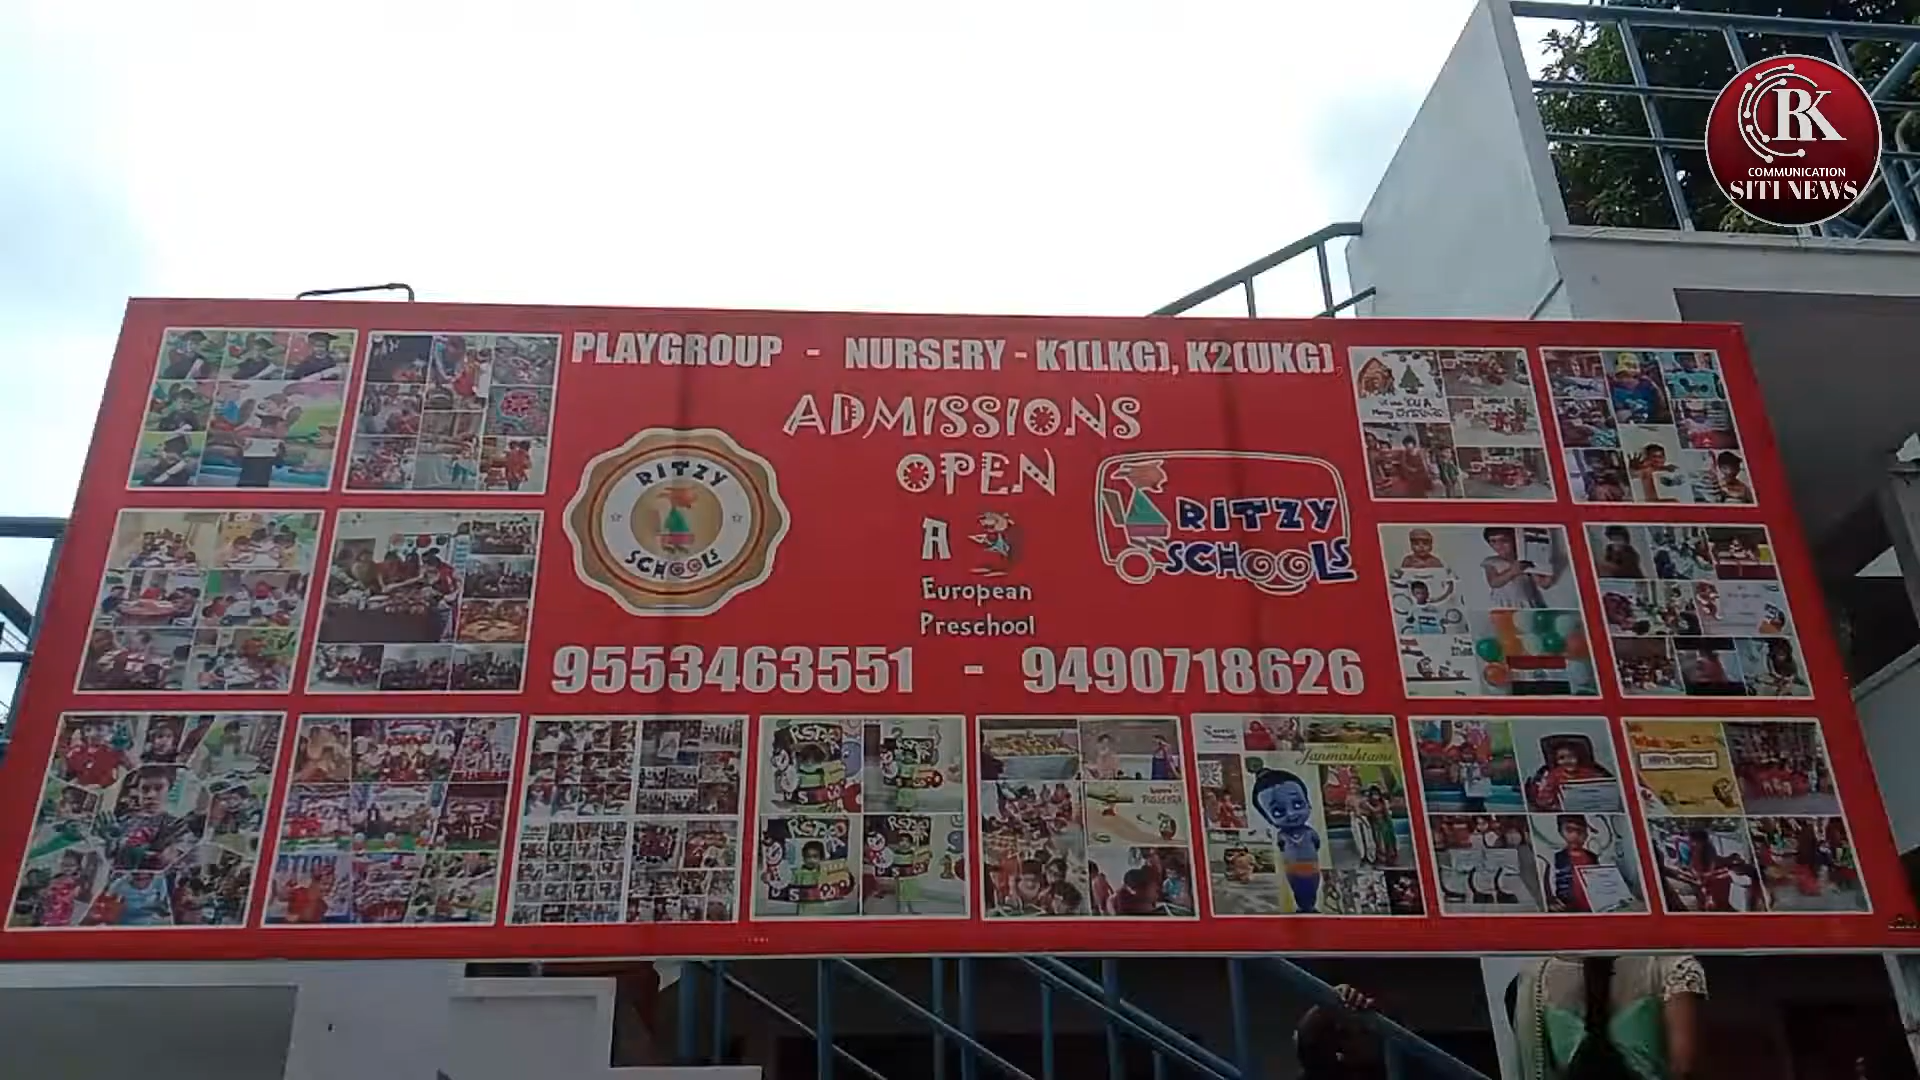 RK
COMMUNICATION
SITI NEWS
PLAYGROUP - NURSERY - K1(LKG), K2(UKG),
ADMISSIONS
OPEN
RITZY
SCHOOLS
A
European
Preschool
RITZY
SCHOOLS
9553463551 - 9490718626
Janmashtami